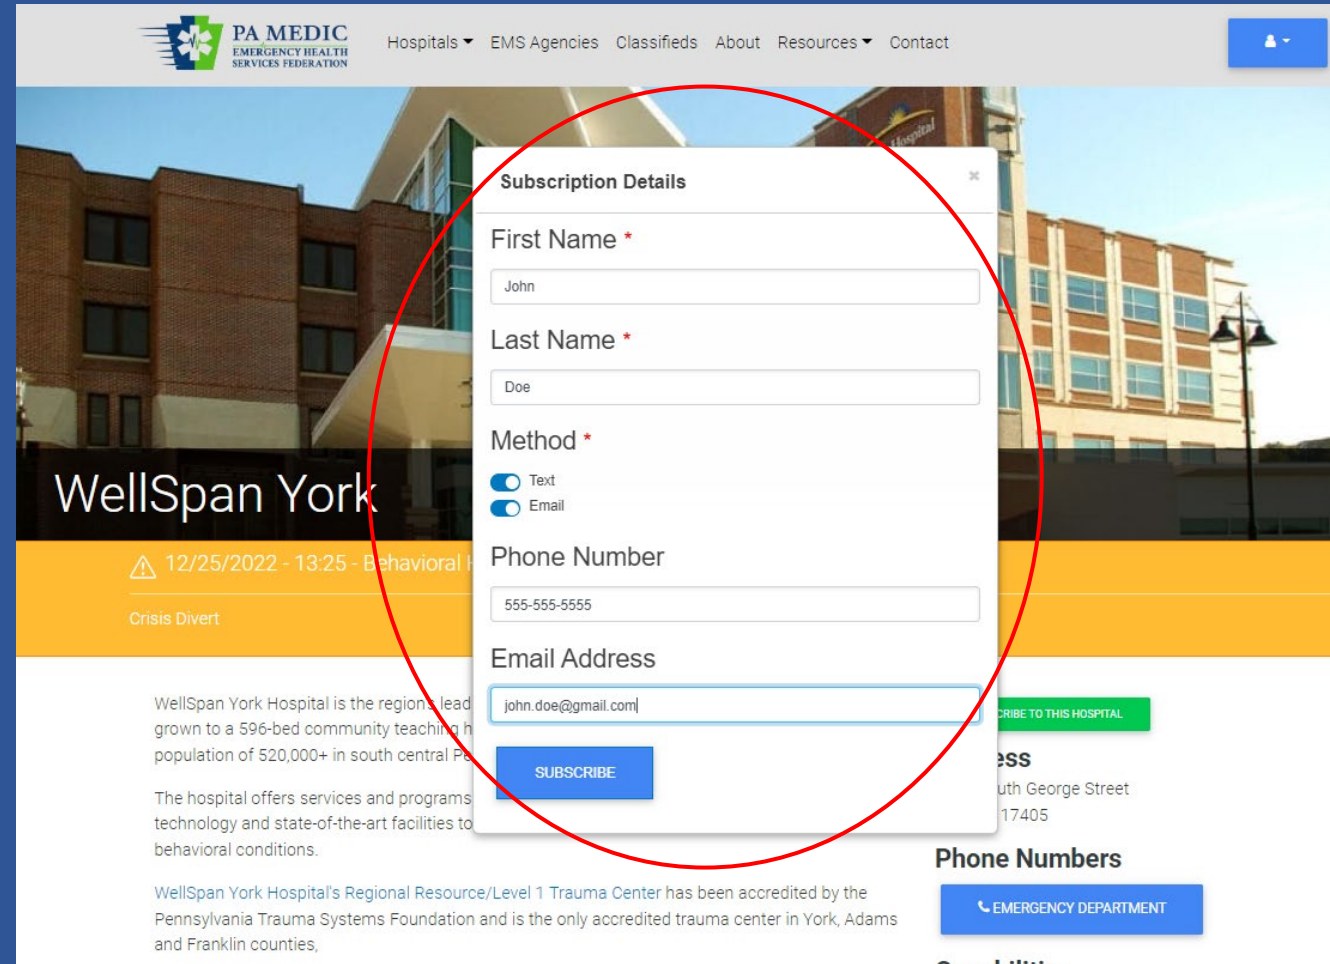 PA MEDIC
EMERGENCY HEALTH
SERVICES FEDERATION
Hospitals EMS Agencies Classifieds About Resources Contact
Hospital
Subscription Details
First Name *
John
Last Name *
Doe
Method *
Text
Email
Phone Number
555-555-5555
Email Address
john.doe@gmail.com
SUBSCRIBE
WellSpan York
12/25/2022 - 13:25 - Behavioral
Crisis Divert
WellSpan York Hospital is the region's lead
grown to a 596-bed community teaching h
population of 520,000+ in south central Pe
The hospital offers services and programs
technology and state-of-the-art facilities to
behavioral conditions.
WellSpan York Hospital's Regional Resource/Level 1 Trauma Center has been accredited by the
Pennsylvania Trauma Systems Foundation and is the only accredited trauma center in York, Adams
and Franklin counties,
CRIBE TO THIS HOSPITAL
ess
uth George Street
17405
Phone Numbers
EMERGENCY DEPARTMENT